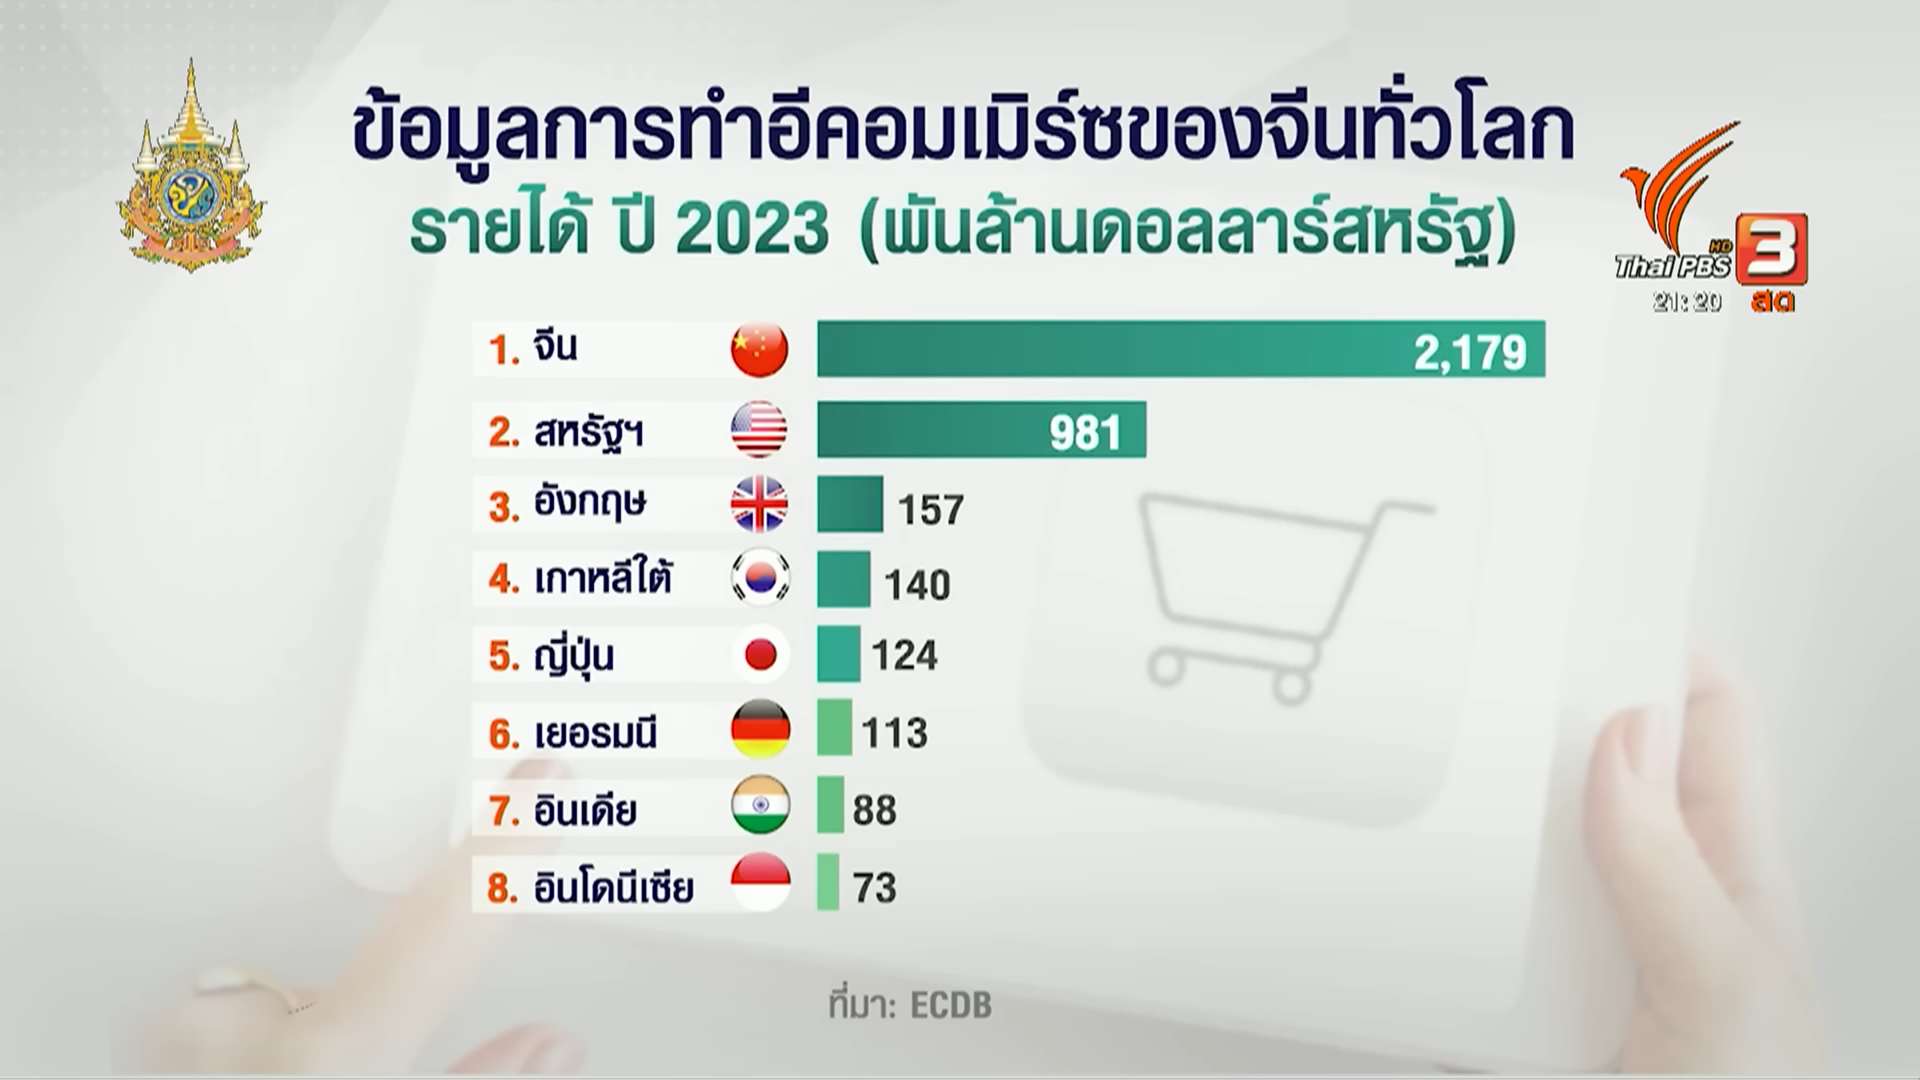 ข้อมูลการทำอีคอมเมิร์ซของจีนทั่วโลก
รายได้ ปี 2023 (พันล้านดอลลาร์สหรัฐ)
HD
Thai PBS 3
21:20 สด
1. จีน 2,179
2. สหรัฐฯ 981
3. อังกฤษ 157
4. เกาหลีใต้ 140
5. ญี่ปุ่น 124
6. เยอรมนี 113
7. อินเดีย 88
8. อินโดนีเซีย 73
ที่มา: ECDB